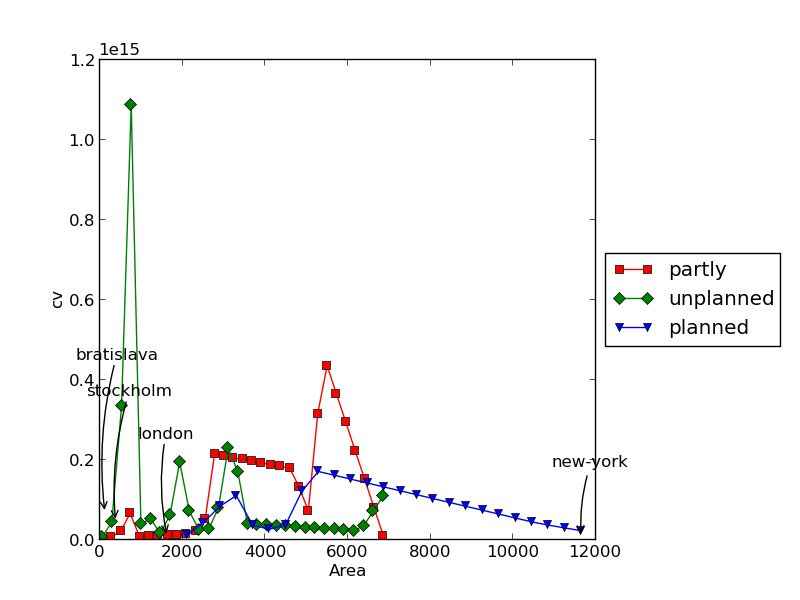 1e15
1.2
1.0
0.8
0.6
0.4
0.2
0.0
cv
bratislava
stockholm
london
new-york
0
2000
4000
6000
8000
10000
12000
Area
partly
unplanned
planned